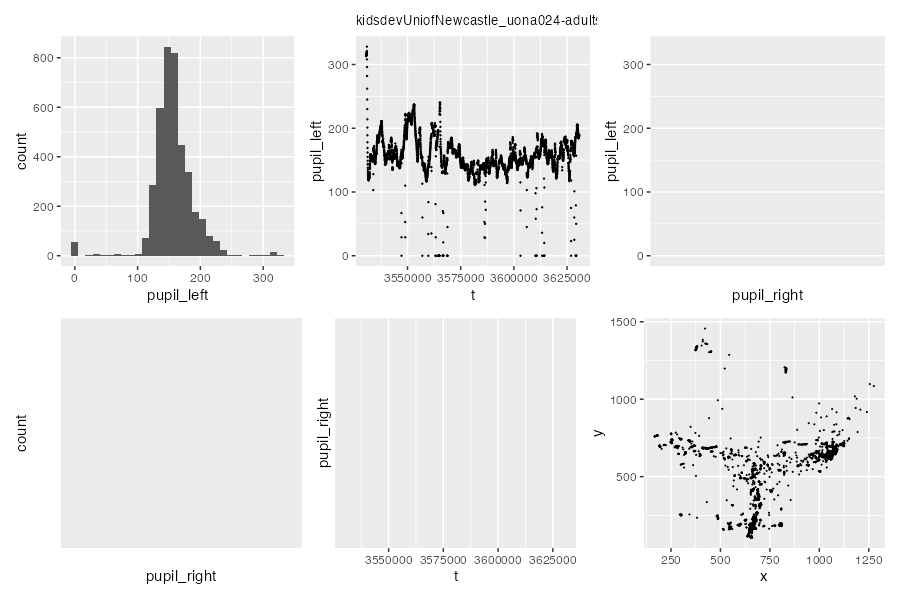 kidsdevUniofNewcastle_uona024-adults
800
600
400
200
0
count
0
100
200
300
pupil_left
300
200
100
0
pupil_left
3550000
3575000
3600000
3625000
t
300
200
100
0
pupil_left
pupil_right
count
pupil_right
pupil_right
3550000
3575000
3600000
3625000
t
1500
1000
500
y
250
500
750
1000
1250
x